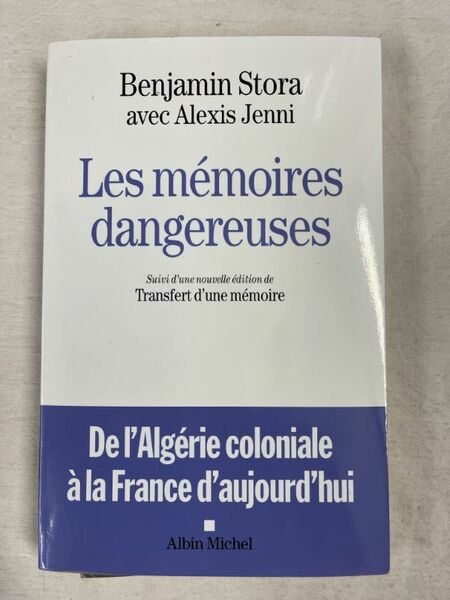 Benjamin Stora
avec Alexis Jenni
Les mémoires
dangereuses
Suivi d'une nouvelle édition de
Transfert d'une mémoire
De l'Algérie coloniale
à la France d'aujourd'hui
Albin Michel